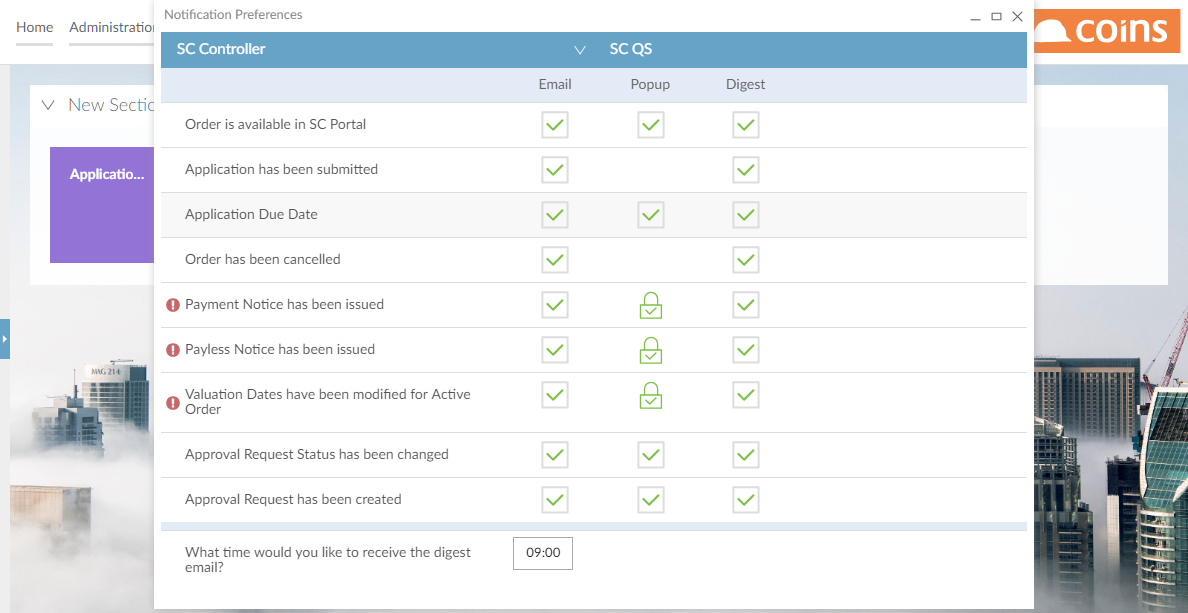 Notification Preferences
Home
Administratio
coins
SC Controller
SC QS
Email
Popup
Digest
New Sectio
Order is available in SC Portal
Applicatio...
Application has been submitted
Application Due Date
Order has been cancelled
Payment Notice has been issued
Payless Notice has been issued
MAG 214
Valuation Dates have been modified for Active
Order
Approval Request Status has been changed
Approval Request has been created
What time would you like to receive the digest
email?
09:00